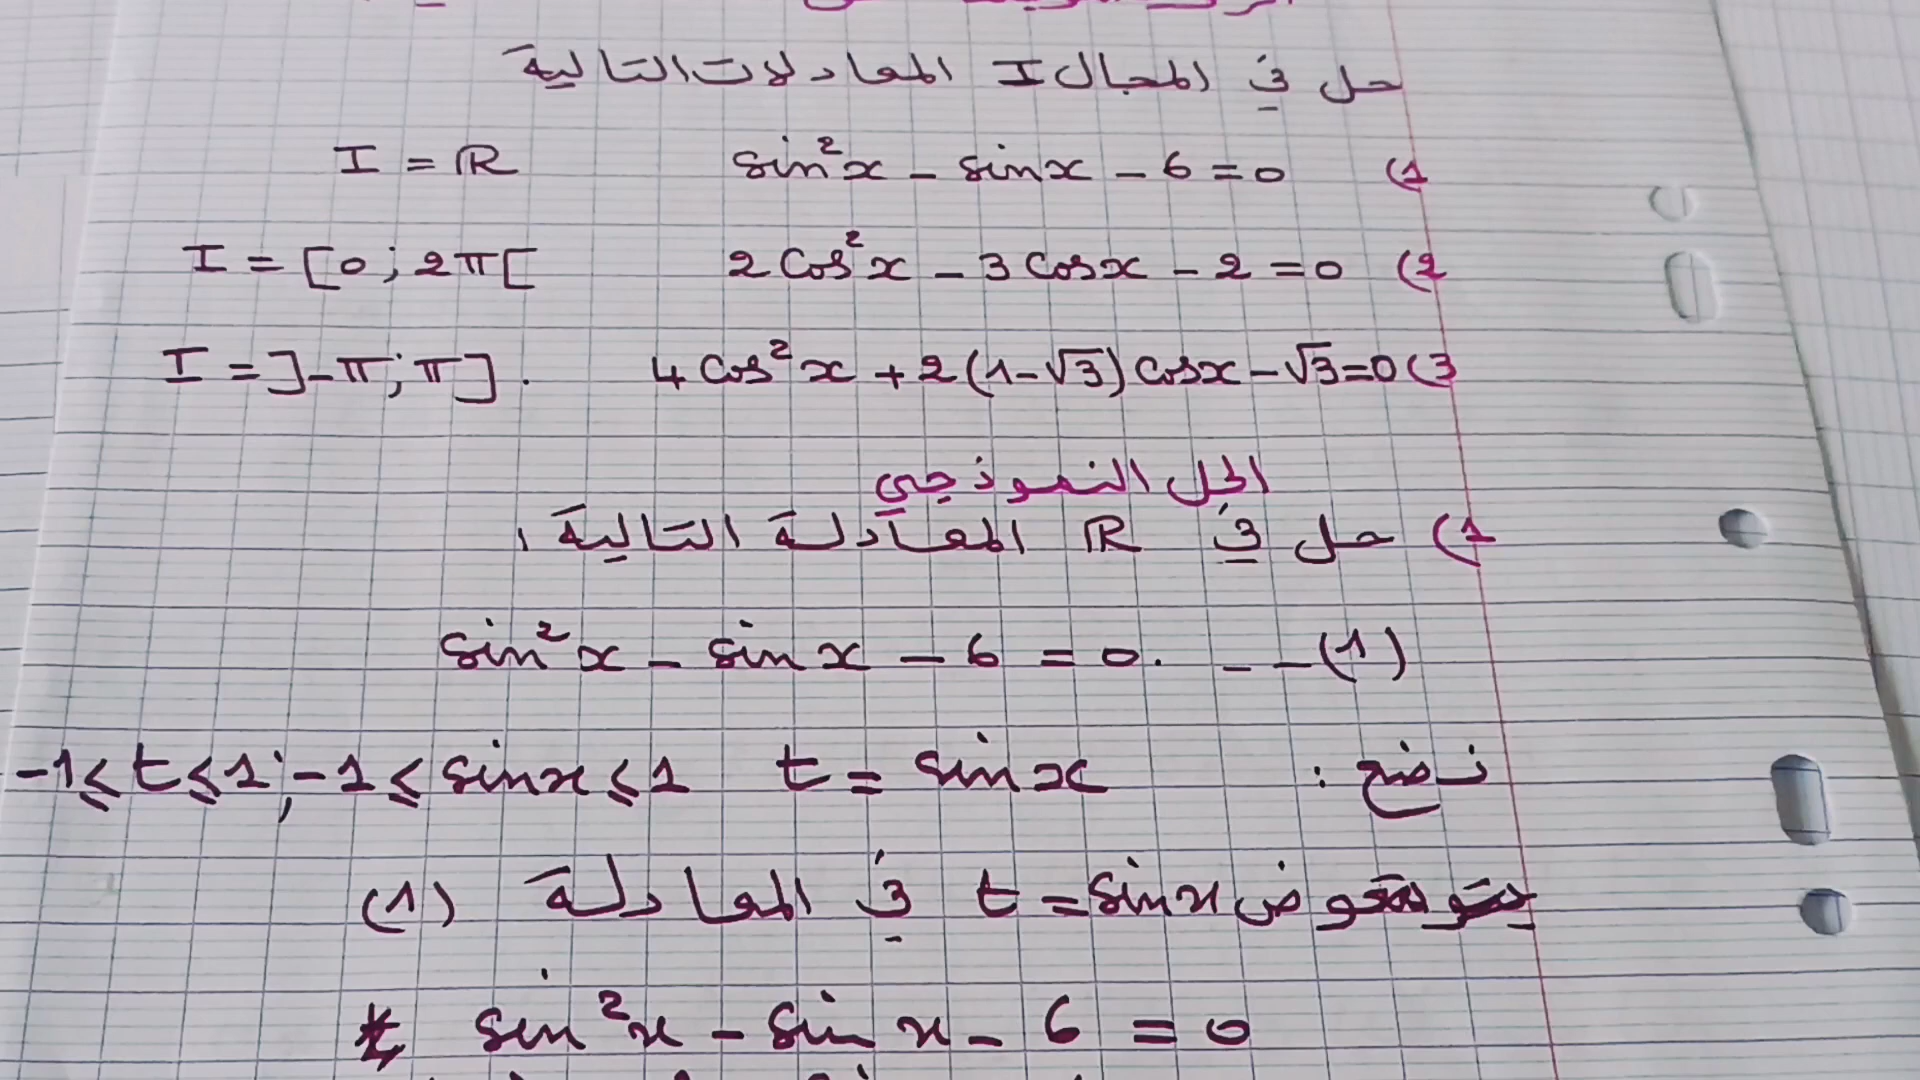 حل في المجال I المعادلات التالية
1) sin²x - sinx - 6 = 0 I = ℝ
2) 2cos²x - 3cosx - 2 = 0 I = [0; 2π[
3) 4cos²x + 2(1-√3)cosx - √3 = 0 I = ]-π; π].
الحل النموذجي
1) حل في ℝ المعادلة التالية:
sin²x - sinx - 6 = 0. - - (1)
نضع : t = sinx -1 ≤ sinx ≤ 1 ; -1 ≤ t ≤ 1
نعوض t = sinx في المعادلة (1)
sin²x - sinx - 6 = 0